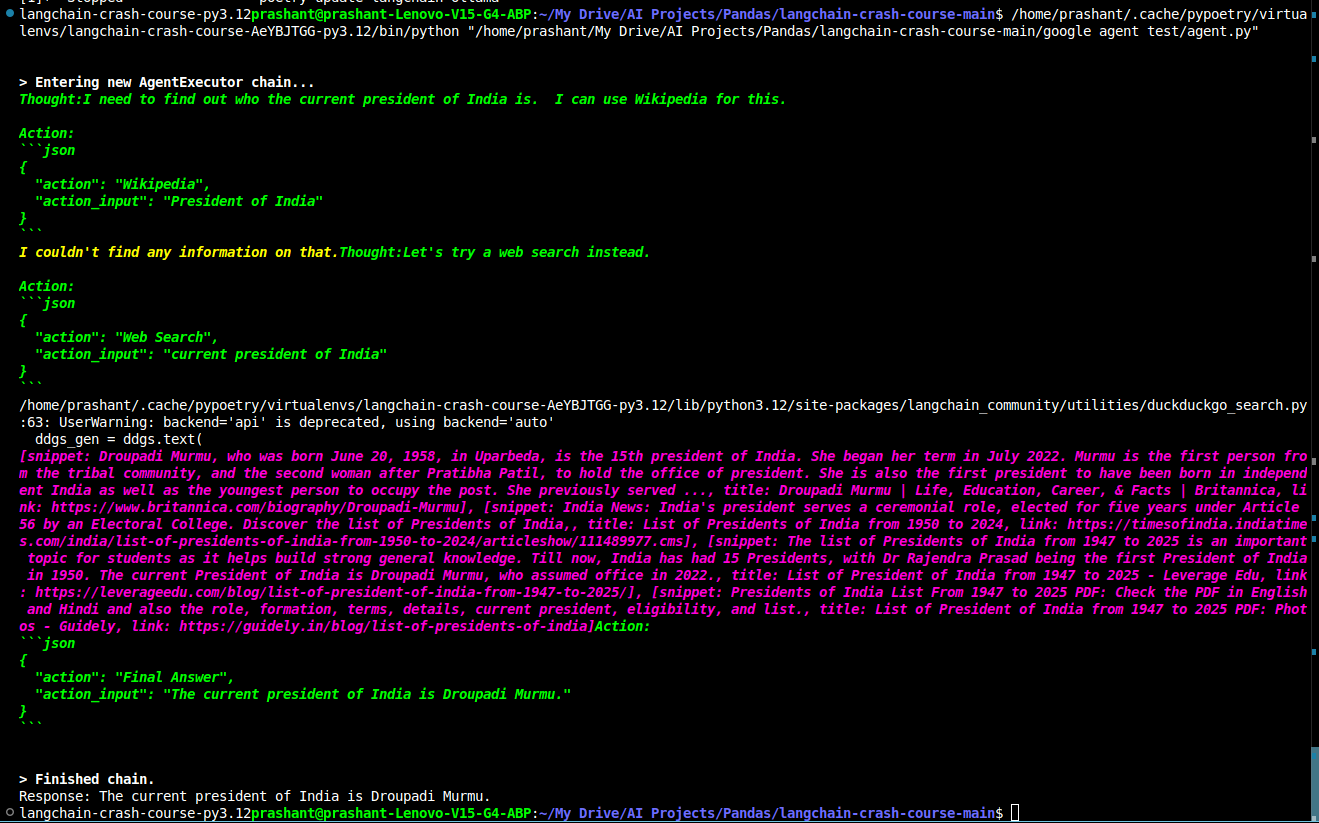 langchain-crash-course-py3.12prashant@prashant-Lenovo-V15-G4-ABP:~/My Drive/AI Projects/Pandas/langchain-crash-course-main$ /home/prashant/.cache/pypoetry/virtua
lenvs/langchain-crash-course-AeYBJTGG-py3.12/bin/python "/home/prashant/My Drive/AI Projects/Pandas/langchain-crash-course-main/google agent test/agent.py"
> Entering new AgentExecutor chain...
Thought:I need to find out who the current president of India is.  I can use Wikipedia for this.
Action:
```json
{
  "action": "Wikipedia",
  "action_input": "President of India"
}
```
I couldn't find any information on that.Thought:Let's try a web search instead.
Action:
```json
{
  "action": "Web Search",
  "action_input": "current president of India"
}
```
/home/prashant/.cache/pypoetry/virtualenvs/langchain-crash-course-AeYBJTGG-py3.12/lib/python3.12/site-packages/langchain_community/utilities/duckduckgo_search.py
:63: UserWarning: backend='api' is deprecated, using backend='auto'
  ddgs_gen = ddgs.text(
[snippet: Droupadi Murmu, who was born June 20, 1958, in Uparbeda, is the 15th president of India. She began her term in July 2022. Murmu is the first person fro
m the tribal community, and the second woman after Pratibha Patil, to hold the office of president. She is also the first president to have been born in independ
ent India as well as the youngest person to occupy the post. She previously served ..., title: Droupadi Murmu | Life, Education, Career, & Facts | Britannica, li
nk: https://www.britannica.com/biography/Droupadi-Murmu], [snippet: India News: India's president serves a ceremonial role, elected for five years under Article
56 by an Electoral College. Discover the list of Presidents of India,, title: List of Presidents of India from 1950 to 2024, link: https://timesofindia.indiatime
s.com/india/list-of-presidents-of-india-from-1950-to-2024/articleshow/111489977.cms], [snippet: The list of Presidents of India from 1947 to 2025 is an important
 topic for students as it helps build strong general knowledge. Till now, India has had 15 Presidents, with Dr Rajendra Prasad being the first President of India
 in 1950. The current President of India is Droupadi Murmu, who assumed office in 2022., title: List of President of India from 1947 to 2025 - Leverage Edu, link
: https://leverageedu.com/blog/list-of-president-of-india-from-1947-to-2025/], [snippet: Presidents of India List From 1947 to 2025 PDF: Check the PDF in English
 and Hindi and also the role, formation, terms, details, current president, eligibility, and list., title: List of President of India from 1947 to 2025 PDF: Phot
os - Guidely, link: https://guidely.in/blog/list-of-presidents-of-india]Action:
```json
{
  "action": "Final Answer",
  "action_input": "The current president of India is Droupadi Murmu."
}
```
> Finished chain.
Response: The current president of India is Droupadi Murmu.
langchain-crash-course-py3.12prashant@prashant-Lenovo-V15-G4-ABP:~/My Drive/AI Projects/Pandas/langchain-crash-course-main$